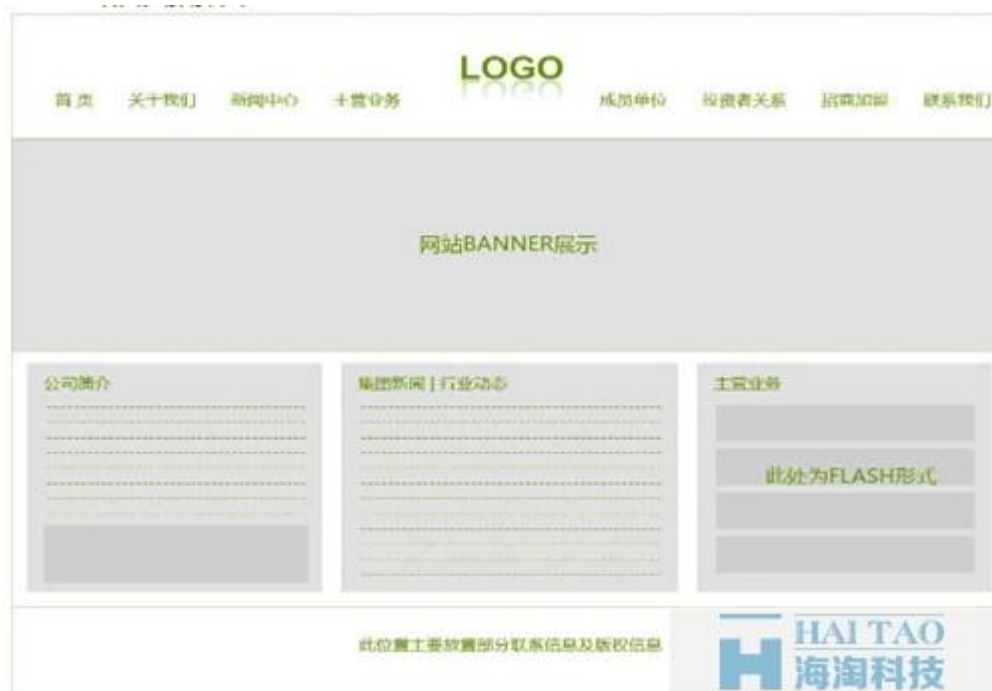 LOGO
首页 关于我们 新闻中心 主营业务 成员单位 投资者关系 招商加盟 联系我们
网站BANNER展示
公司简介
集团新闻 | 行业动态
主营业务
此处为FLASH形式
此位置主要放置部分联系信息及版权信息
HAI TAO
海淘科技